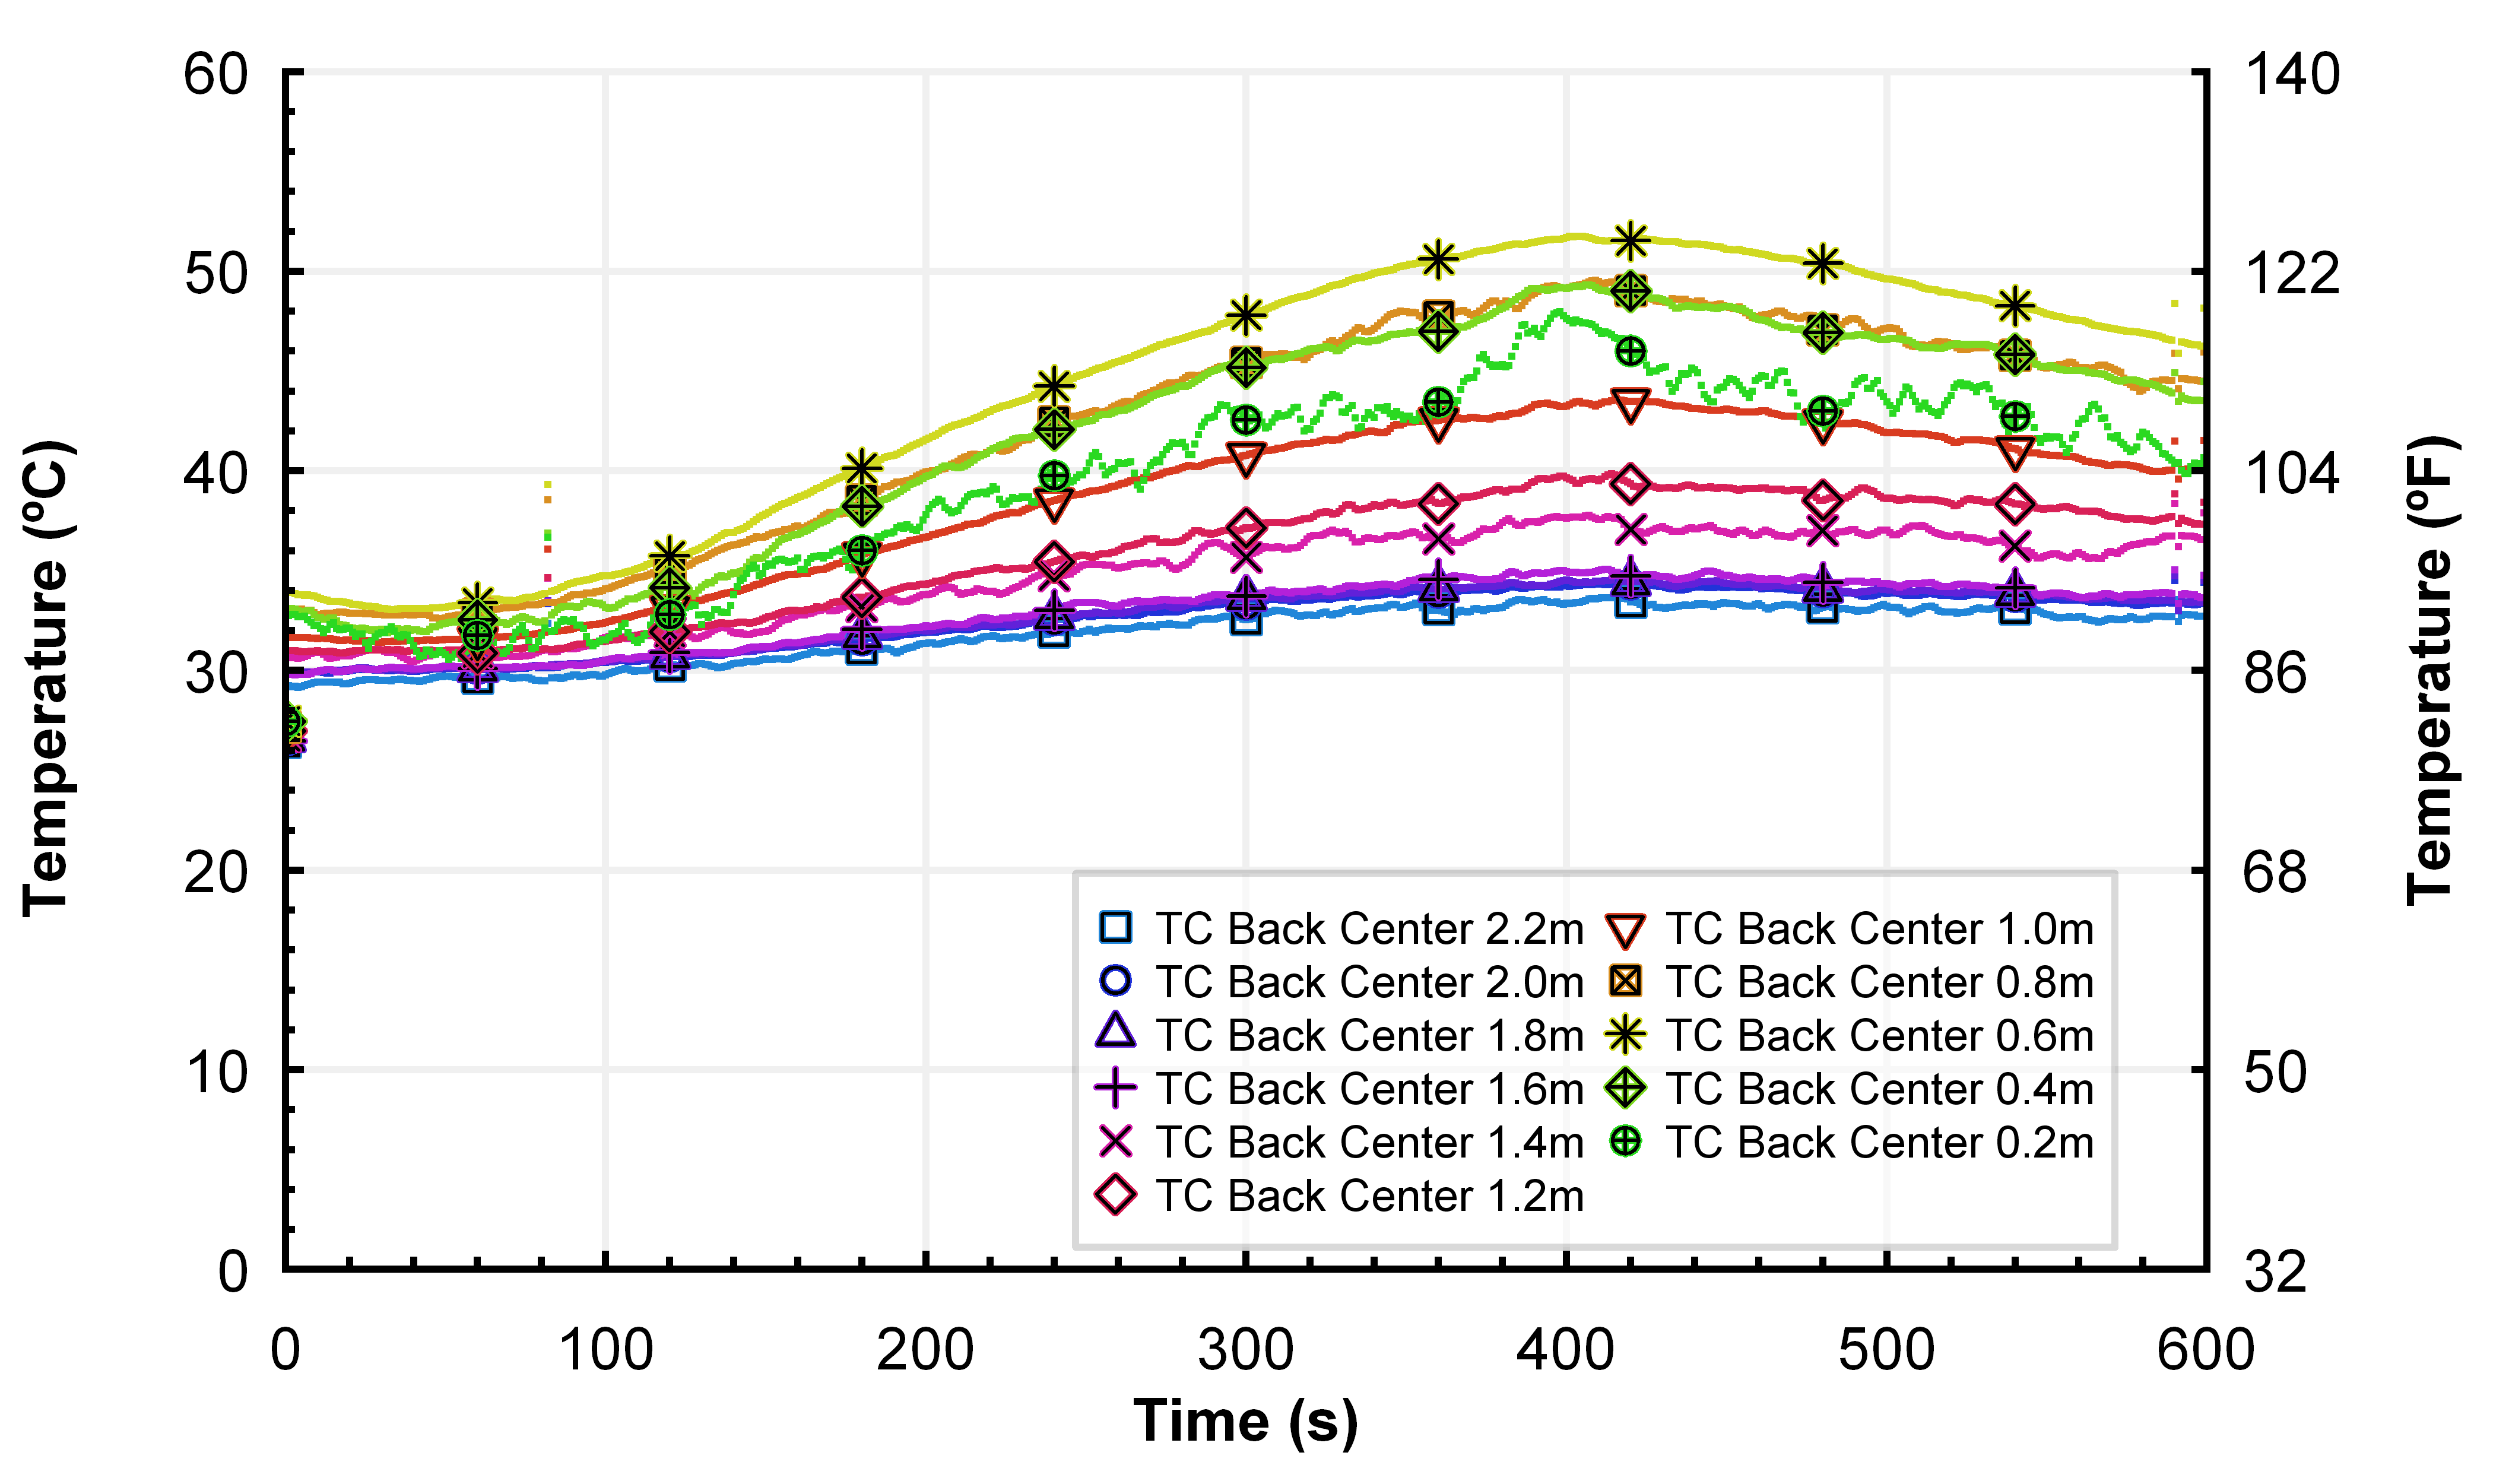 Temperature (ºC)
60
50
40
30
20
10
0
140
122
104
86
68
50
32
Temperature (ºF)
TC Back Center 2.2m
TC Back Center 2.0m
TC Back Center 1.8m
TC Back Center 1.6m
TC Back Center 1.4m
TC Back Center 1.2m
TC Back Center 1.0m
TC Back Center 0.8m
TC Back Center 0.6m
TC Back Center 0.4m
TC Back Center 0.2m
0 100 200 300 400 500 600
Time (s)